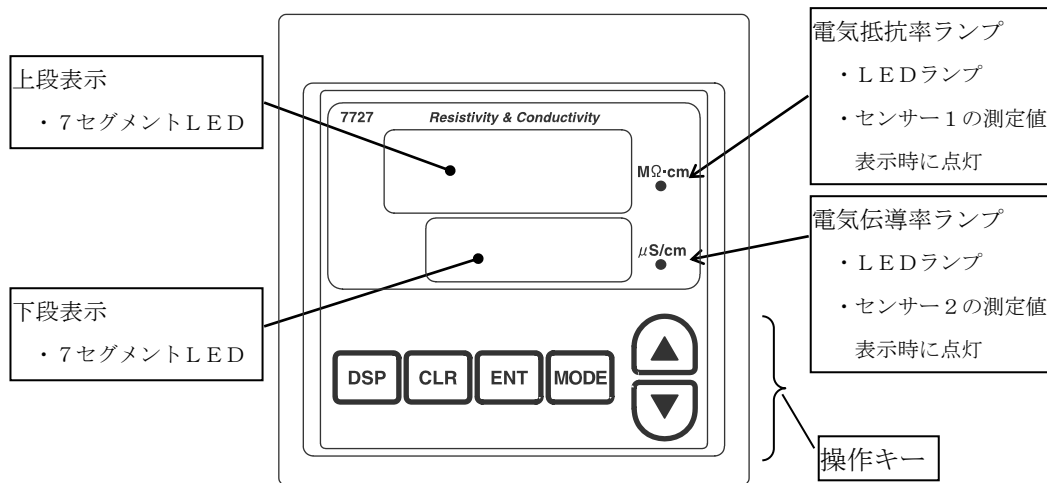 上段表示
・７セグメントＬＥＤ
下段表示
・７セグメントＬＥＤ
7727 Resistivity & Conductivity
MΩ･cm
μS/cm
DSP CLR ENT MODE
▲
▼
電気抵抗率ランプ
・ＬＥＤランプ
・センサー１の測定値
表示時に点灯
電気伝導率ランプ
・ＬＥＤランプ
・センサー２の測定値
表示時に点灯
操作キー